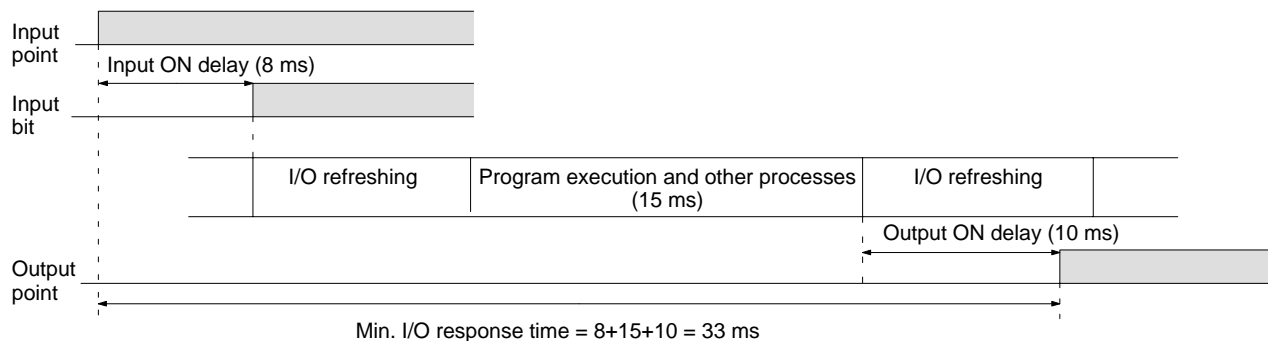 Input
point
Input ON delay (8 ms)
Input
bit
I/O refreshing
Program execution and other processes
(15 ms)
I/O refreshing
Output ON delay (10 ms)
Output
point
Min. I/O response time = 8+15+10 = 33 ms